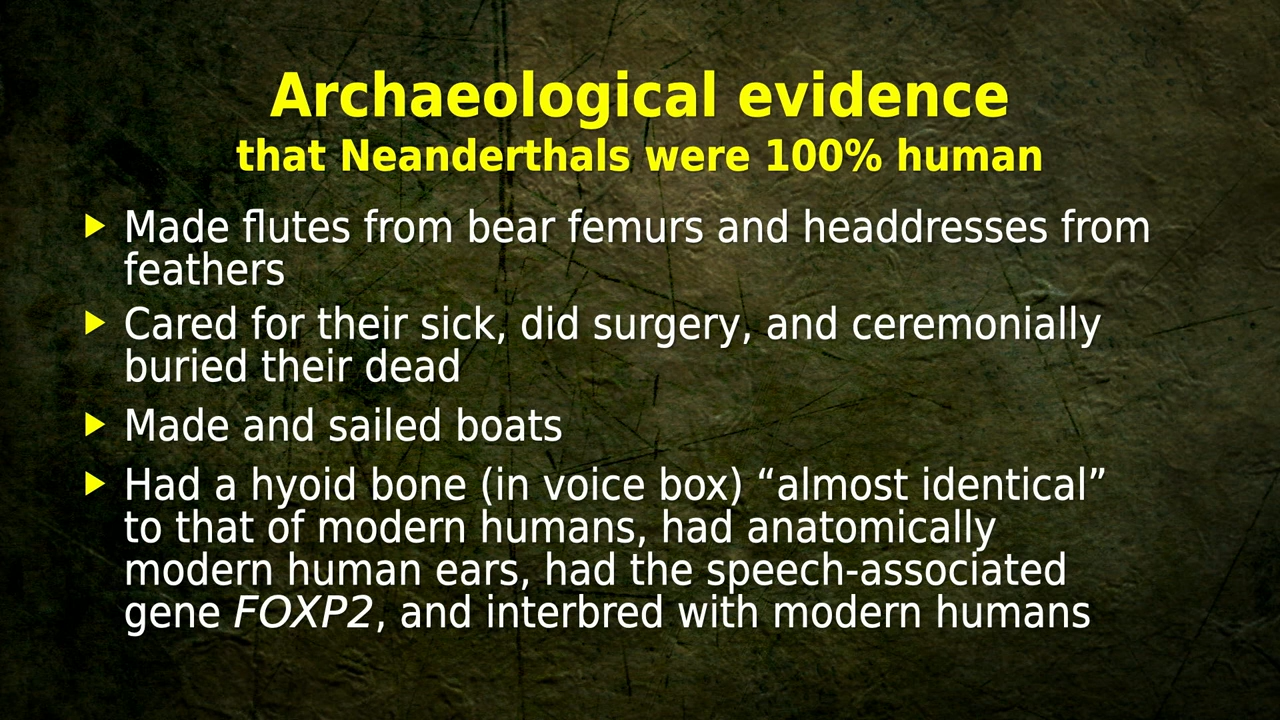 Archaeological evidence
that Neanderthals were 100% human
Made flutes from bear femurs and headdresses from
feathers
Cared for their sick, did surgery, and ceremonially
buried their dead
Made and sailed boats
Had a hyoid bone (in voice box) “almost identical”
to that of modern humans, had anatomically
modern human ears, had the speech-associated
gene FOXP2, and interbred with modern humans